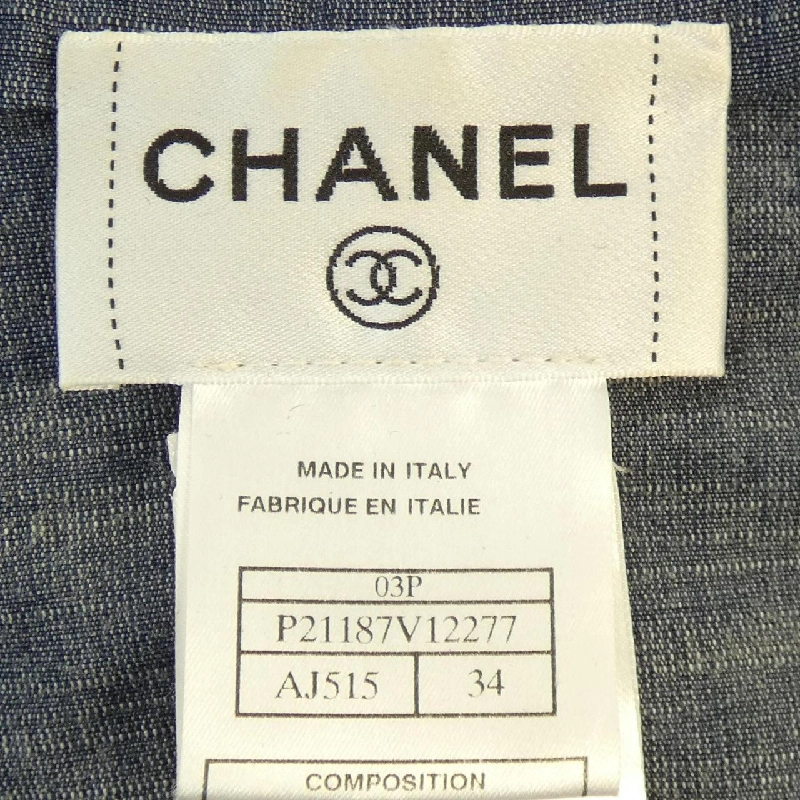 CHANEL
MADE IN ITALY
FABRIQUE EN ITALIE
03P
P21187V12277
AJ515 34
COMPOSITION